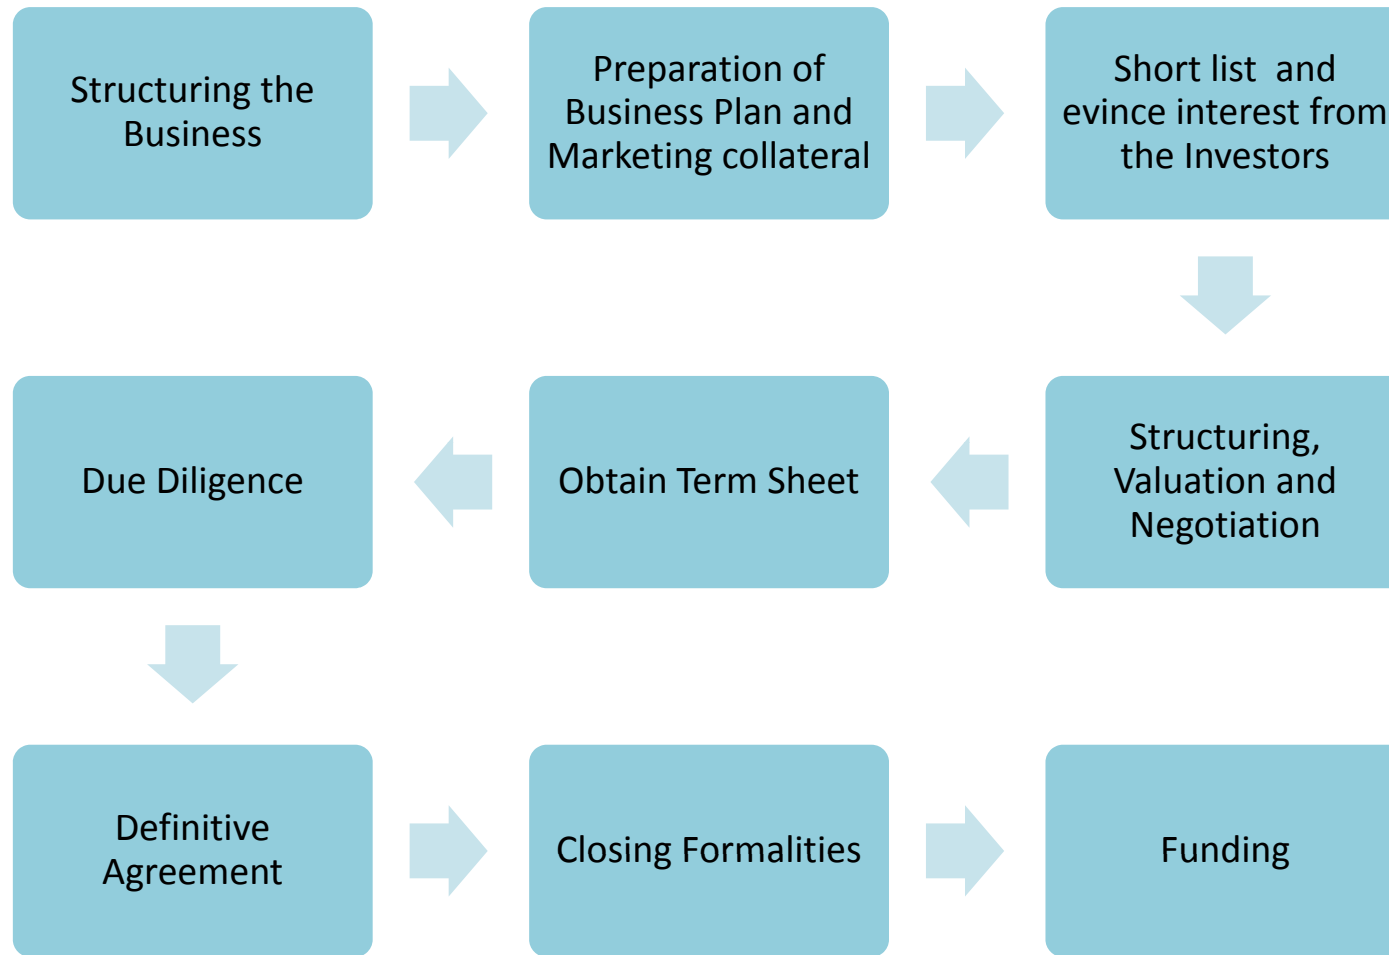 Structuring the
Business
Preparation of
Business Plan and
Marketing collateral
Short list  and
evince interest from
the Investors
Due Diligence
Obtain Term Sheet
Structuring,
Valuation and
Negotiation
Definitive
Agreement
Closing Formalities
Funding